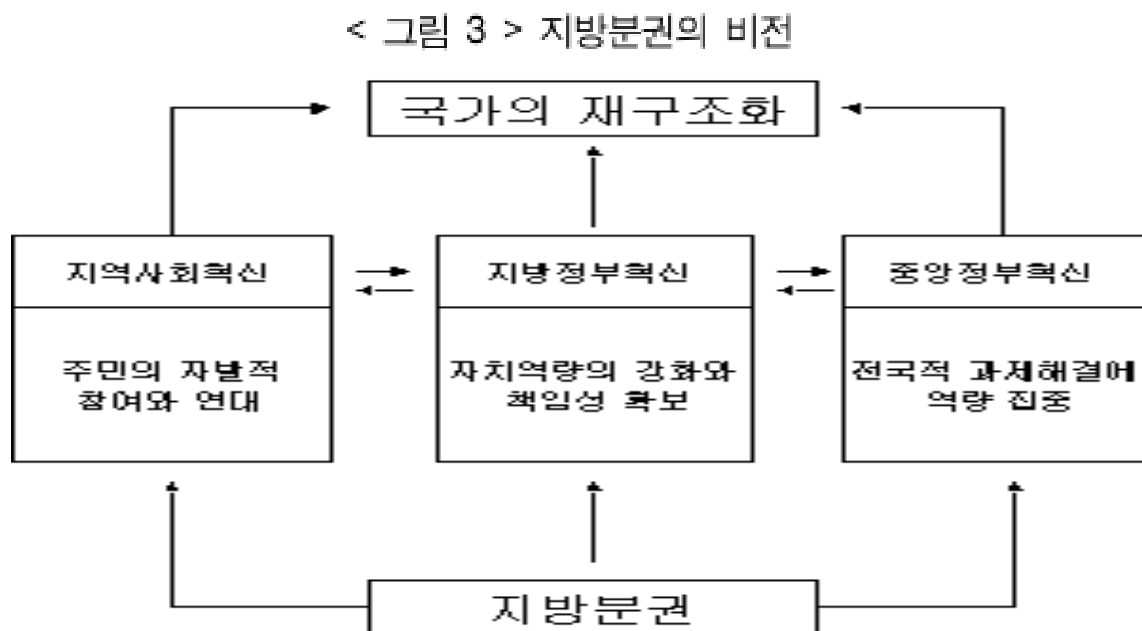 < 그림 3 > 지방분권의 비전
국가의 재구조화
지역사회혁신
지방정부혁신
중앙정부혁신
주민의 자발적
참여와 연대
자치역량의 강화와
책임성 확보
전국적 과제해결에
역량 집중
지방분권